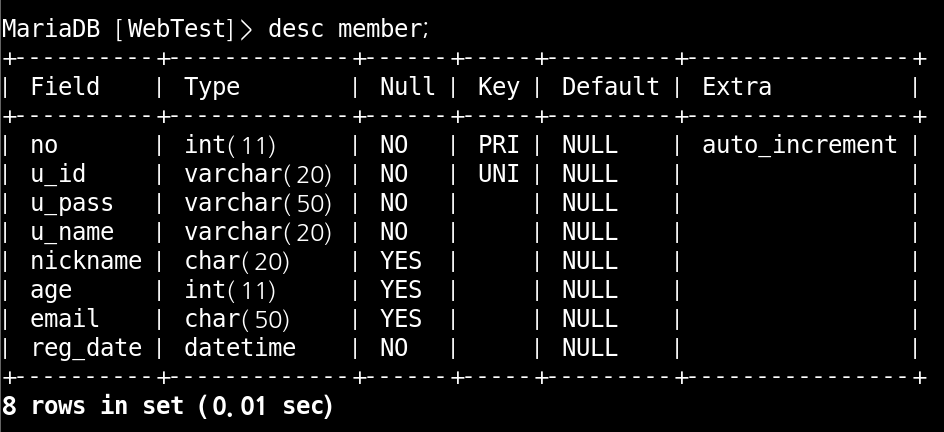 MariaDB [WebTest]> desc member;
+----------+-------------+------+-----+---------+----------------+
| Field    | Type        | Null | Key | Default | Extra          |
+----------+-------------+------+-----+---------+----------------+
| no       | int(11)     | NO   | PRI | NULL    | auto_increment |
| u_id     | varchar(20) | NO   | UNI | NULL    |                |
| u_pass   | varchar(50) | NO   |     | NULL    |                |
| u_name   | varchar(20) | NO   |     | NULL    |                |
| nickname | char(20)    | YES  |     | NULL    |                |
| age      | int(11)     | YES  |     | NULL    |                |
| email    | char(50)    | YES  |     | NULL    |                |
| reg_date | datetime    | NO   |     | NULL    |                |
+----------+-------------+------+-----+---------+----------------+
8 rows in set (0.01 sec)